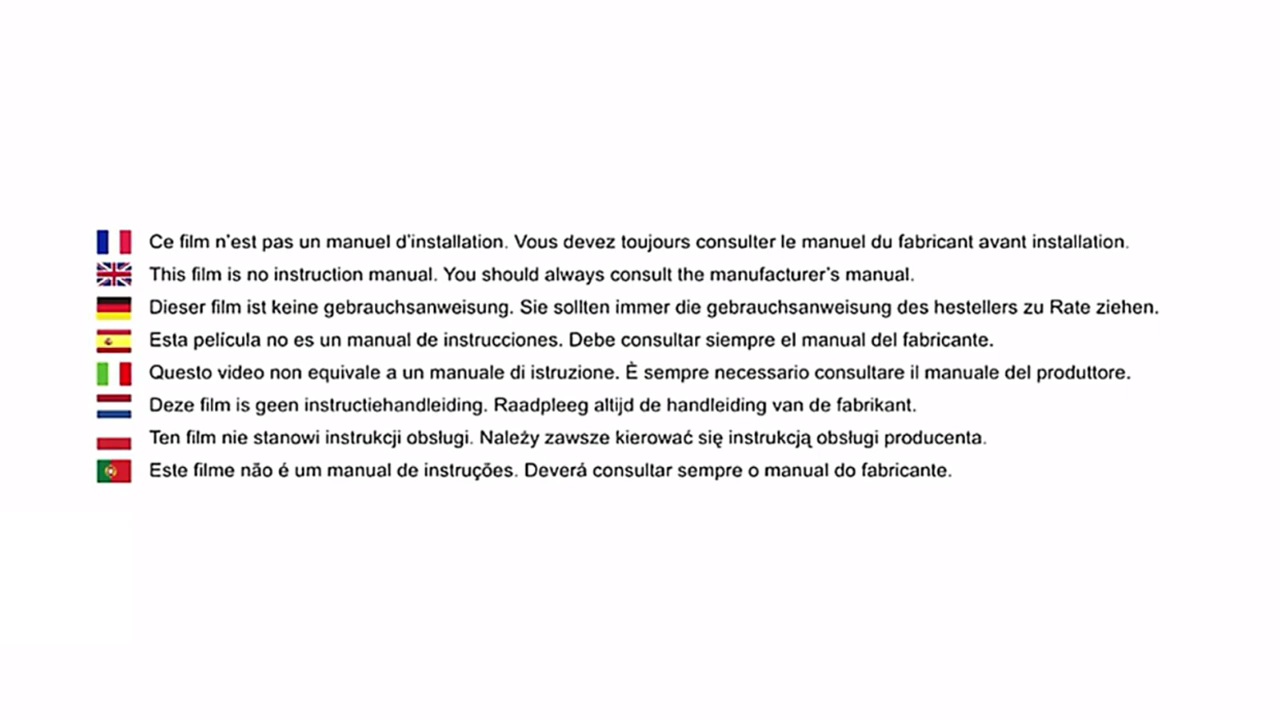 Ce film n'est pas un manuel d'installation. Vous devez toujours consulter le manuel du fabricant avant installation.
This film is no instruction manual. You should always consult the manufacturer's manual.
Dieser film ist keine gebrauchsanweisung. Sie sollten immer die gebrauchsanweisung des hestellers zu Rate ziehen.
Esta película no es un manual de instrucciones. Debe consultar siempre el manual del fabricante.
Questo video non equivale a un manuale di istruzione. È sempre necessario consultare il manuale del produttore.
Deze film is geen instructiehandleiding. Raadpleeg altijd de handleiding van de fabrikant.
Ten film nie stanowi instrukcji obsługi. Należy zawsze kierować się instrukcją obsługi producenta.
Este filme não é um manual de instruções. Deverá consultar sempre o manual do fabricante.